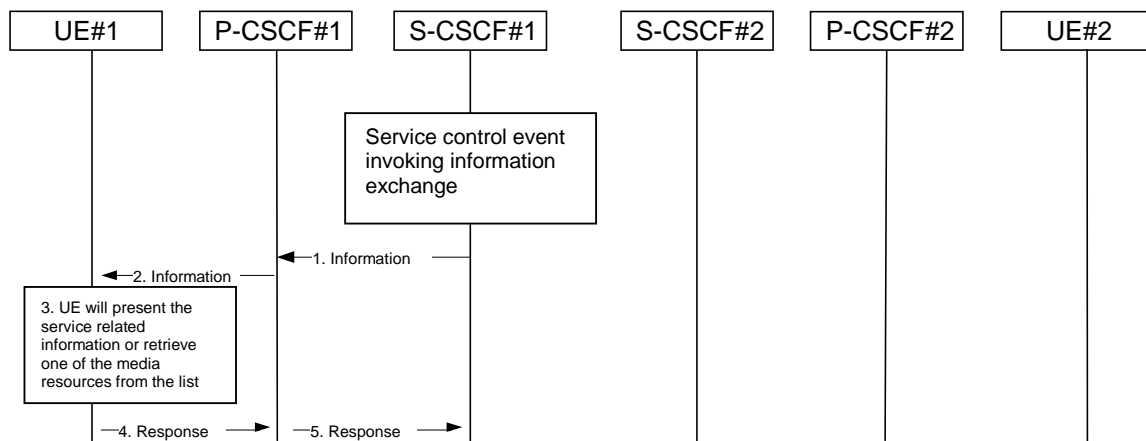 UE#1
P-CSCF#1
S-CSCF#1
S-CSCF#2
P-CSCF#2
UE#2
Service control event
invoking information
exchange
1. Information
2. Information
3. UE will present the
service related
information or retrieve
one of the media
resources from the list
4. Response
5. Response